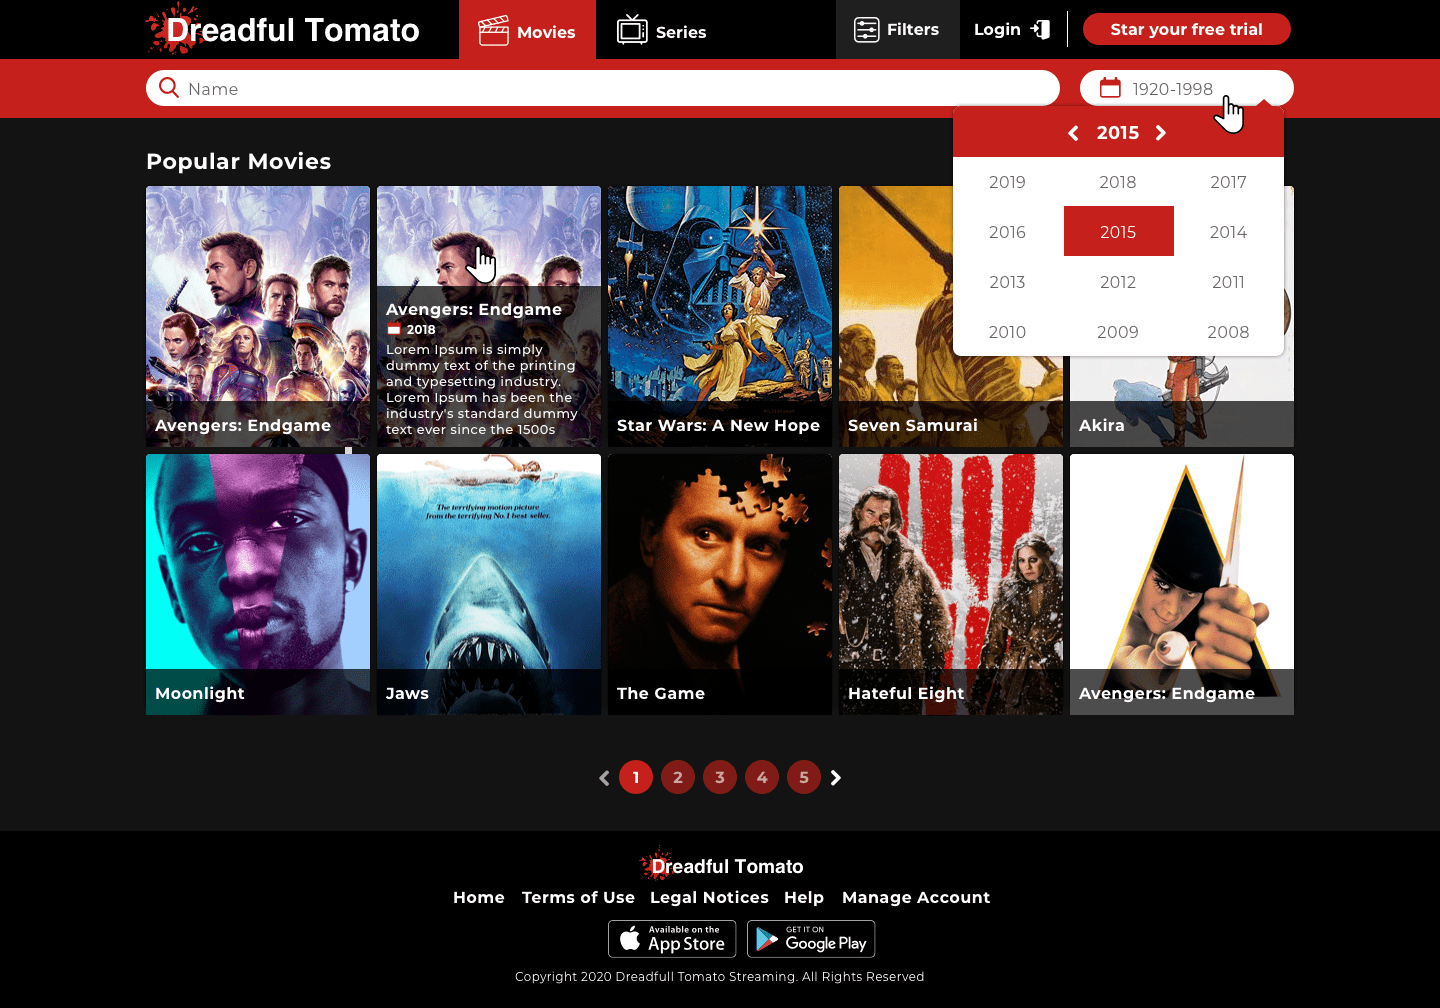 Dreadful Tomato
Movies
Series
Filters
Login
Star your free trial
Name
1920-1998
2015
2019 2018 2017
2016 2015 2014
2013 2012 2011
2010 2009 2008
Popular Movies
Avengers: Endgame
Avengers: Endgame
2018
Lorem Ipsum is simply
dummy text of the printing
and typesetting industry.
Lorem Ipsum has been the
industry's standard dummy
text ever since the 1500s
Star Wars: A New Hope
Seven Samurai
Akira
Moonlight
The terrifying motion picture
from the terrifying No. 1 best-seller.
Jaws
The Game
Hateful Eight
Avengers: Endgame
1 2 3 4 5
Dreadful Tomato
Home Terms of Use Legal Notices Help Manage Account
Available on the
App Store
GET IT ON
Google Play
Copyright 2020 Dreadfull Tomato Streaming. All Rights Reserved